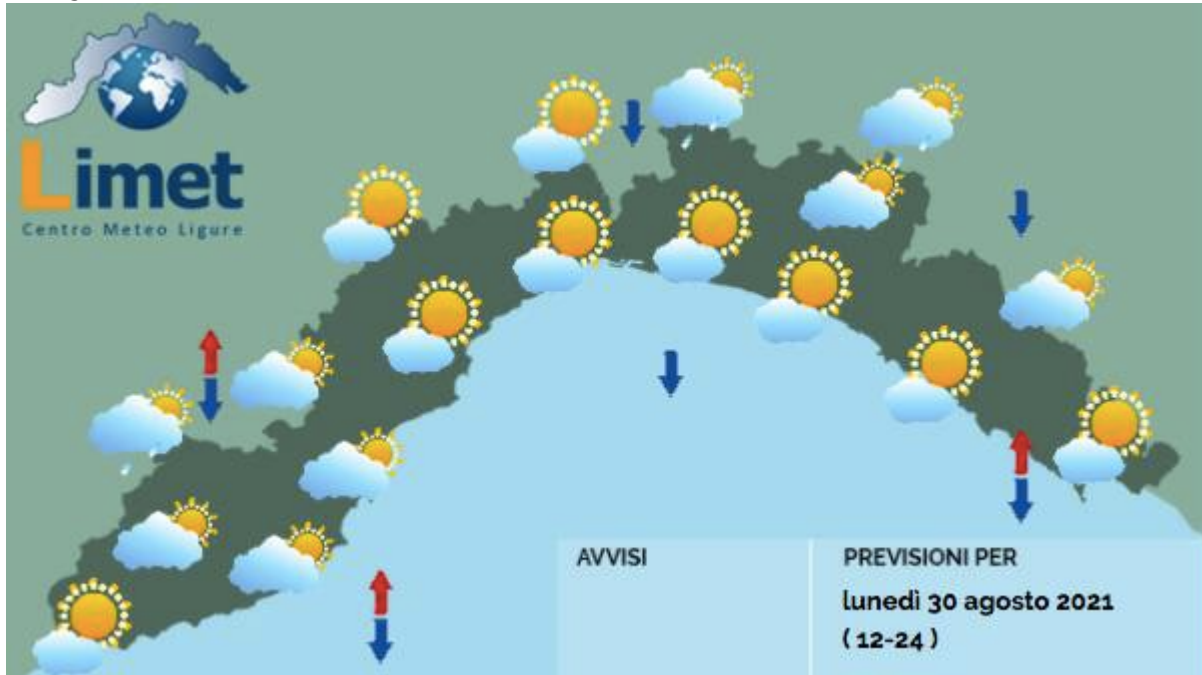 Limet
Centro Meteo Ligure
AVVISI
PREVISIONI PER
lunedì 30 agosto 2021
( 12-24 )